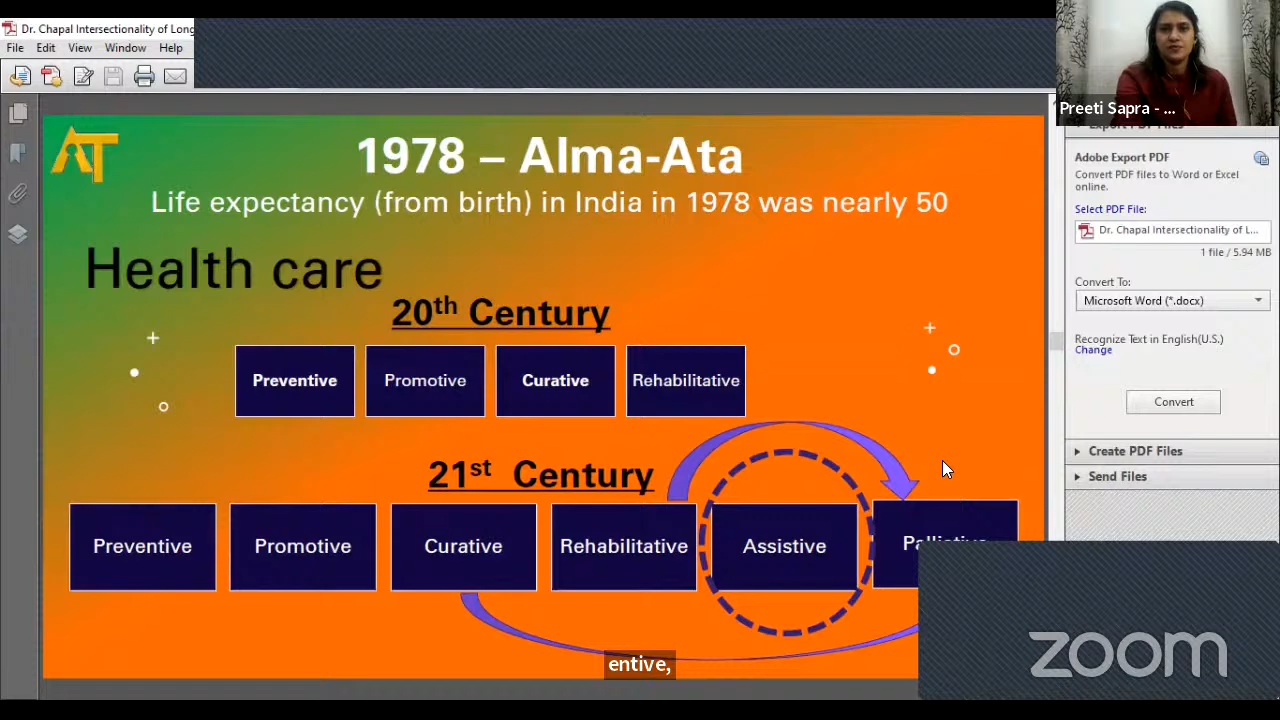 Dr. Chapal Intersectionality of Long
File Edit View Window Help
Preeti Sapra - ...
AT
1978 – Alma-Ata
Life expectancy (from birth) in India in 1978 was nearly 50
Health care
20th Century
Preventive Promotive Curative Rehabilitative
21st Century
Preventive Promotive Curative Rehabilitative Assistive
entive,
Export PDF Files
Adobe Export PDF
Convert PDF files to Word or Excel
online.
Select PDF File:
Dr. Chapal Intersectionality of L...
1 file / 5.94 MB
Convert To:
Microsoft Word (*.docx)
Recognize Text in English(U.S.)
Change
Convert
Create PDF Files
Send Files
zoom